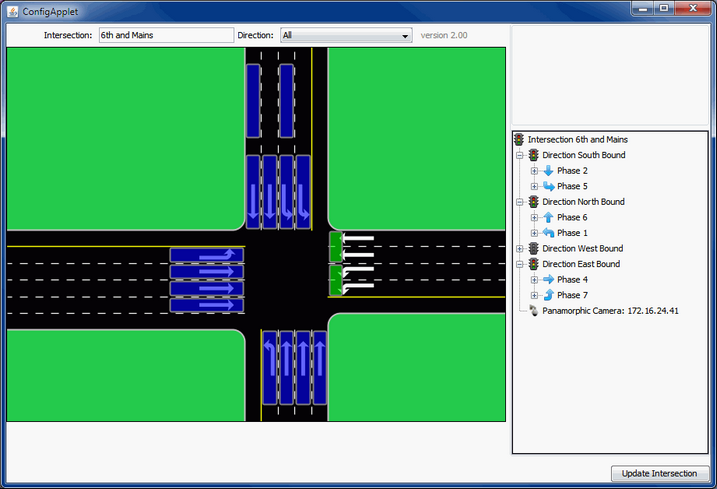 ConfigApplet
Intersection: 6th and Mains Direction: All version 2.00
Intersection 6th and Mains
Direction South Bound
Phase 2
Phase 5
Direction North Bound
Phase 6
Phase 1
Direction West Bound
Direction East Bound
Phase 4
Phase 7
Panamorphic Camera: 172.16.24.41
Update Intersection